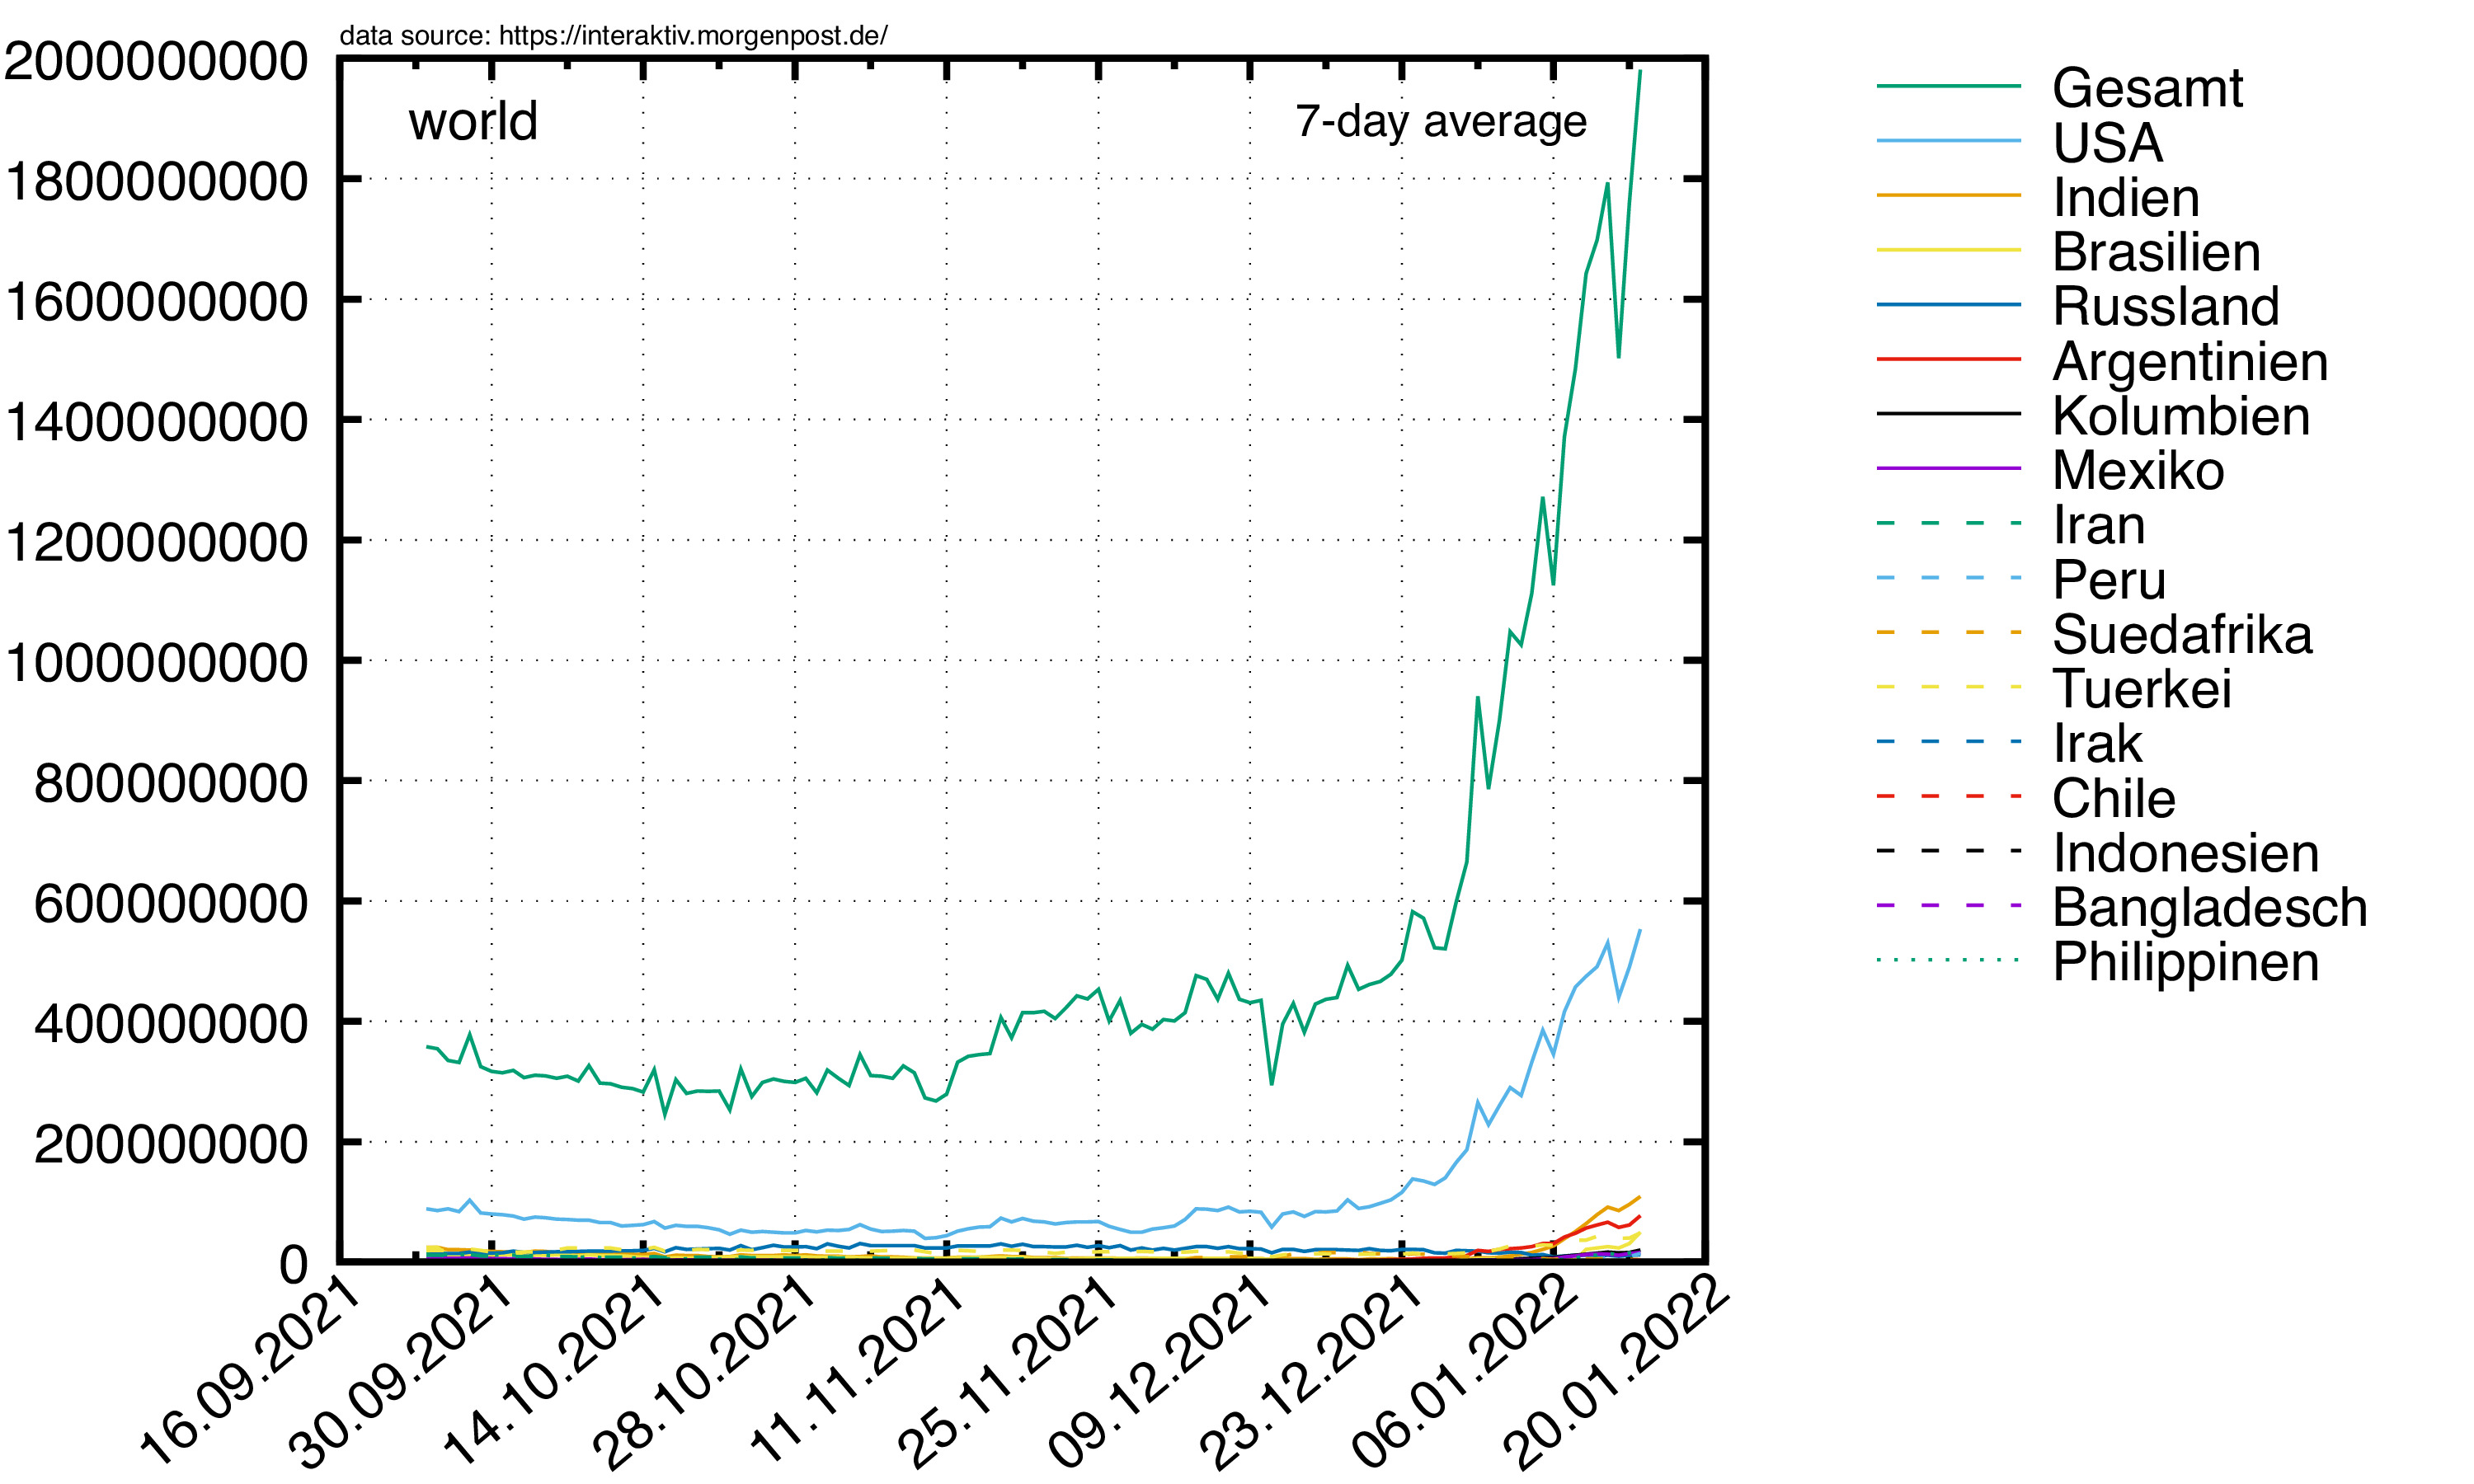 data source: https://interaktiv.morgenpost.de/
world
7-day average
2000000000
1800000000
1600000000
1400000000
1200000000
1000000000
800000000
600000000
400000000
200000000
0
16.09.2021
30.09.2021
14.10.2021
28.10.2021
11.11.2021
25.11.2021
09.12.2021
23.12.2021
06.01.2022
20.01.2022
Gesamt
USA
Indien
Brasilien
Russland
Argentinien
Kolumbien
Mexiko
Iran
Peru
Suedafrika
Tuerkei
Irak
Chile
Indonesien
Bangladesch
Philippinen